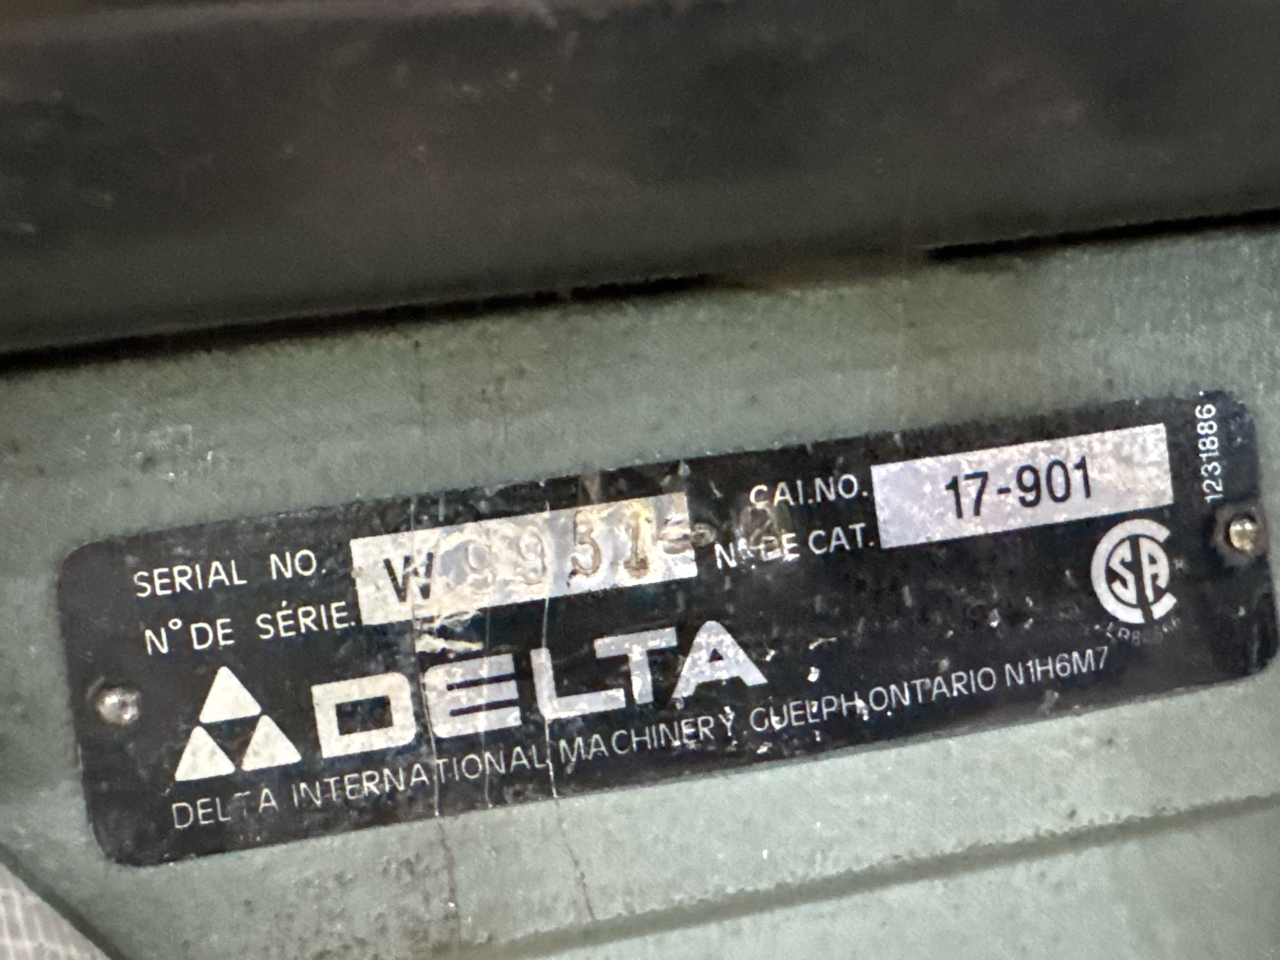 SERIAL NO.
N° DE SÉRIE.
CAT.NO.
N° DE CAT.
17-901
1231886
DELTA
DELTA INTERNATIONAL MACHINERY GUELPH, ONTARIO N1H6M7